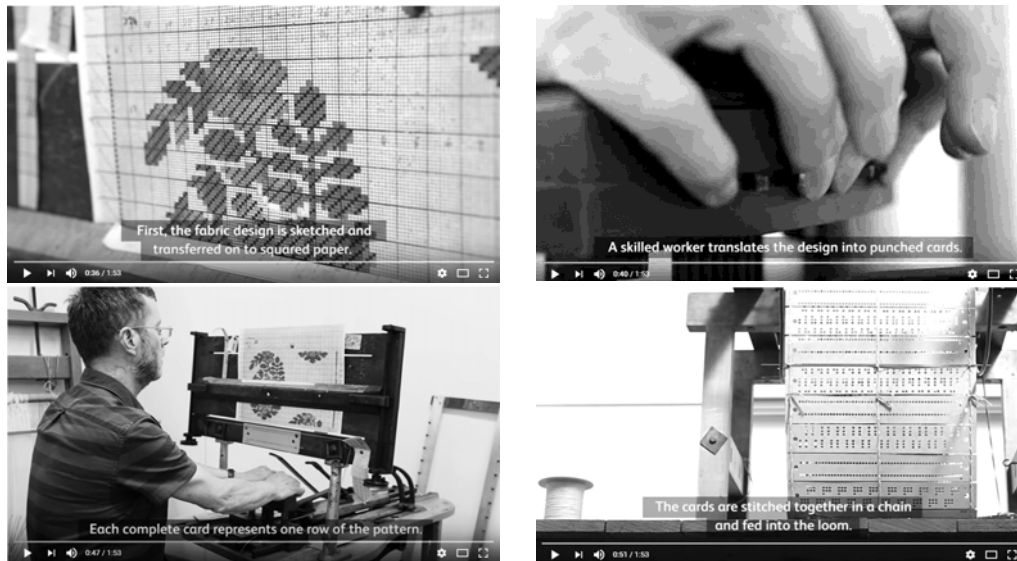 First, the fabric design is sketched and
transferred on to squared paper.
0:36 / 1:53
A skilled worker translates the design into punched cards.
0:40 / 1:53
Each complete card represents one row of the pattern.
0:47 / 1:53
The cards are stitched together in a chain
and fed into the loom.
0:51 / 1:53